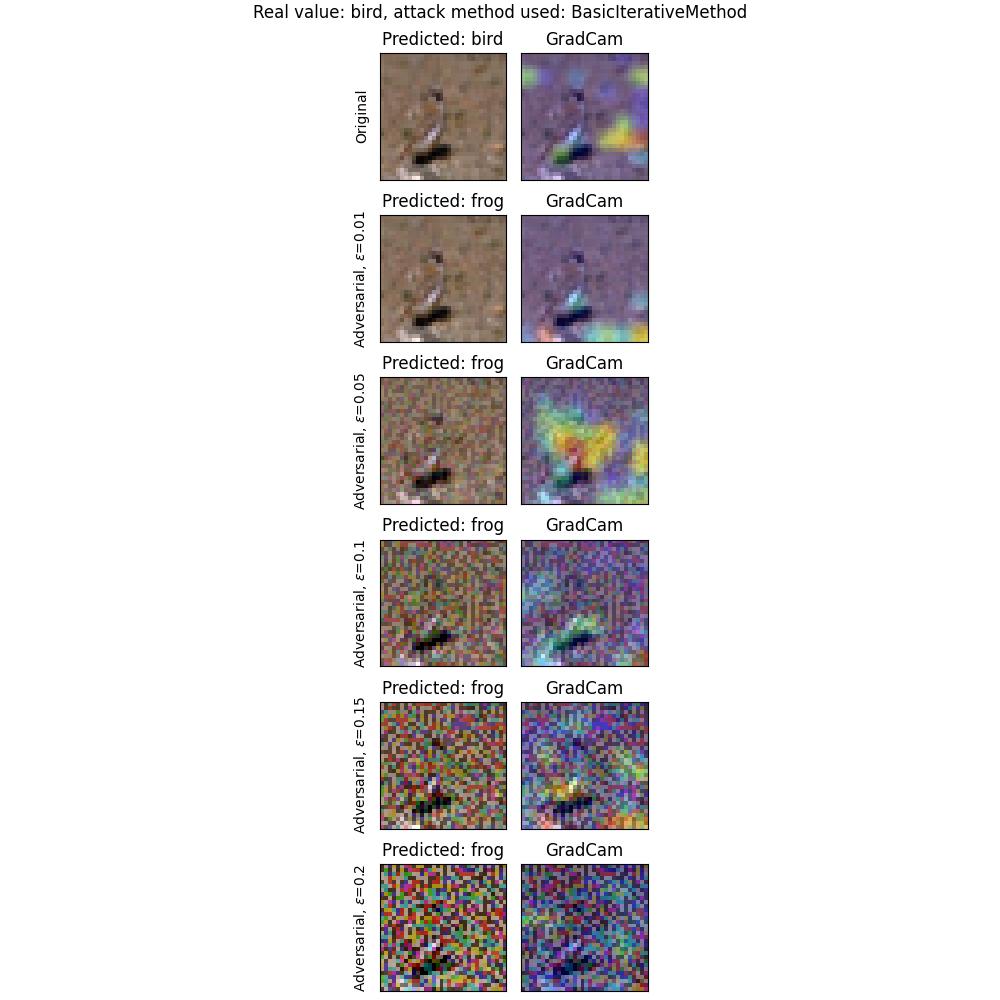 Real value: bird, attack method used: BasicIterativeMethod
Predicted: bird
GradCam
Original
Predicted: frog
GradCam
Adversarial, ε=0.01
Predicted: frog
GradCam
Adversarial, ε=0.05
Predicted: frog
GradCam
Adversarial, ε=0.1
Predicted: frog
GradCam
Adversarial, ε=0.15
Predicted: frog
GradCam
Adversarial, ε=0.2